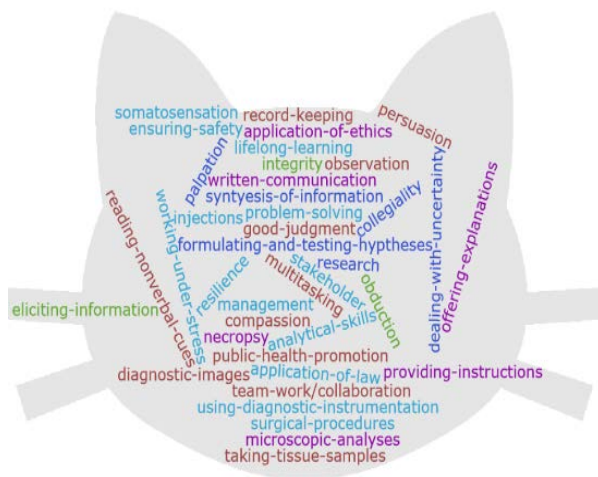 somatosensation
record-keeping
persuasion
ensuring-safety
application-of-ethics
lifelong-learning
palpation
integrity
observation
written-communication
syntyesis-of-information
collegiality
dealing-with-uncertainty
offering-explanations
reading-nonverbal-cues
working-under-stress
injections
problem-solving
good-judgment
formulating-and-testing-hyptheses
resilience
multitasking
stakeholder
research
obduction
eliciting-information
management
compassion
analytical-skills
necropsy
public-health-promotion
diagnostic-images
application-of-law
providing-instructions
team-work/collaboration
using-diagnostic-instrumentation
surgical-procedures
microscopic-analyses
taking-tissue-samples